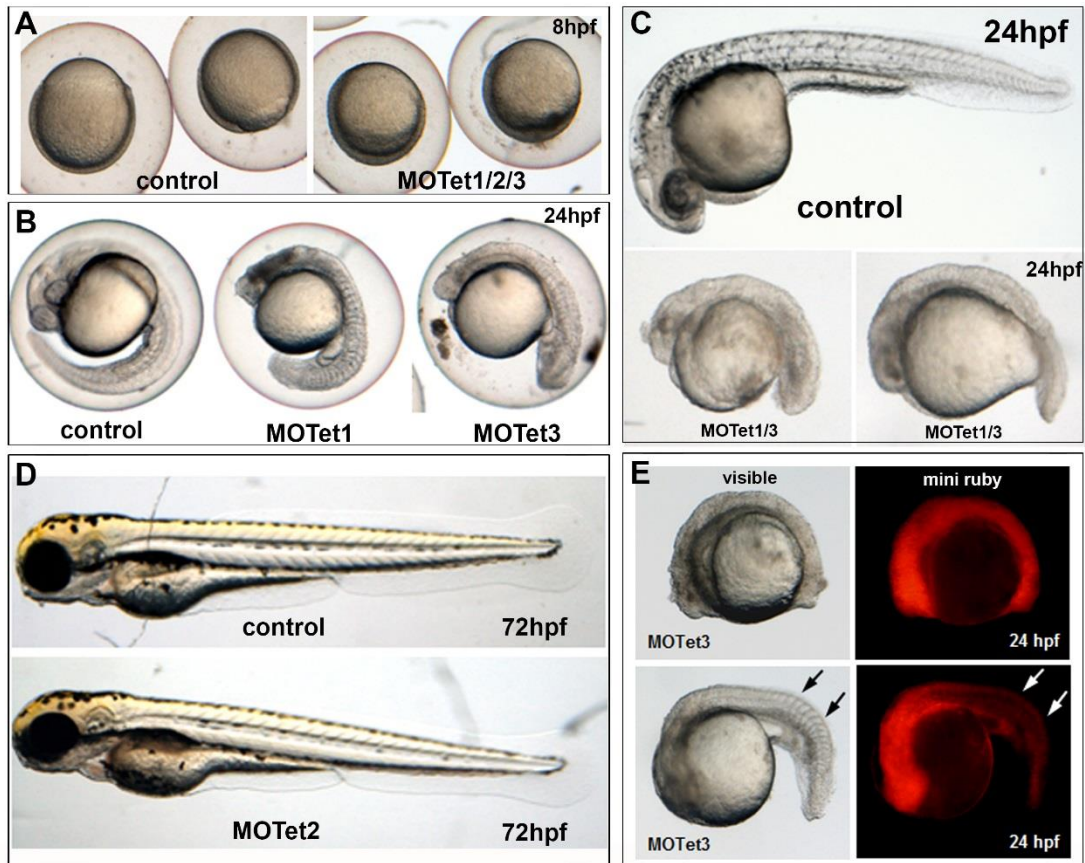 A
8hpf
control
MOTet1/2/3
B
24hpf
control
MOTet1
MOTet3
C
24hpf
control
24hpf
MOTet1/3
MOTet1/3
D
control
72hpf
MOTet2
72hpf
E
visible
mini ruby
MOTet3
24 hpf
MOTet3
24 hpf